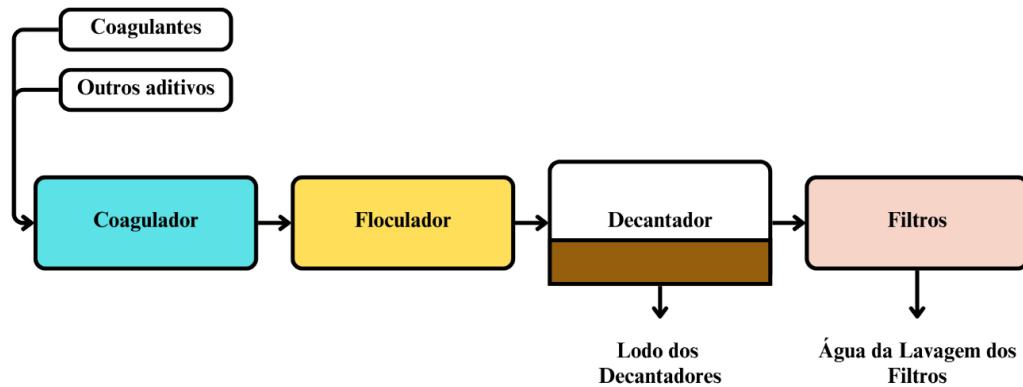 Coagulantes
Outros aditivos
Coagulador
Floculador
Decantador
Filtros
Lodo dos
Decantadores
Água da Lavagem dos
Filtros